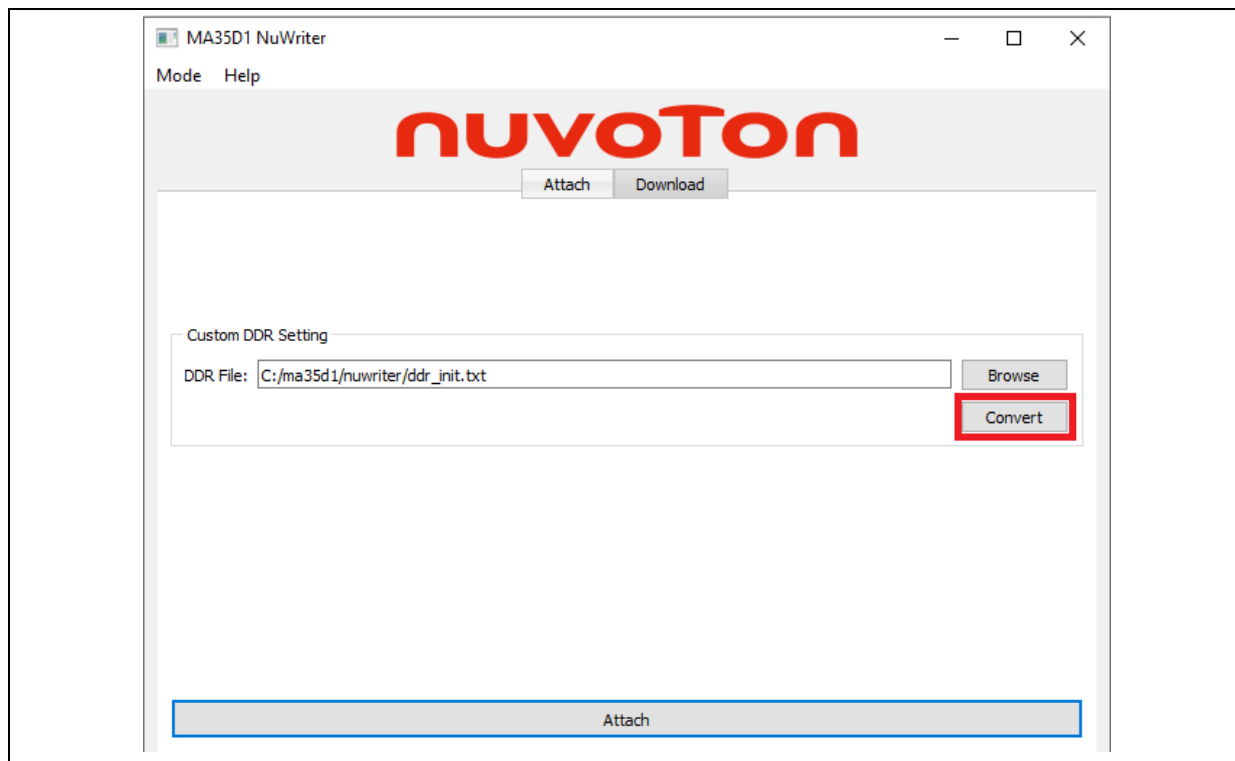 MA35D1 NuWriter
Mode Help
nuvoTon
Attach Download
Custom DDR Setting
DDR File: C:/ma35d1/nuwriter/ddr_init.txt Browse
Convert
Attach